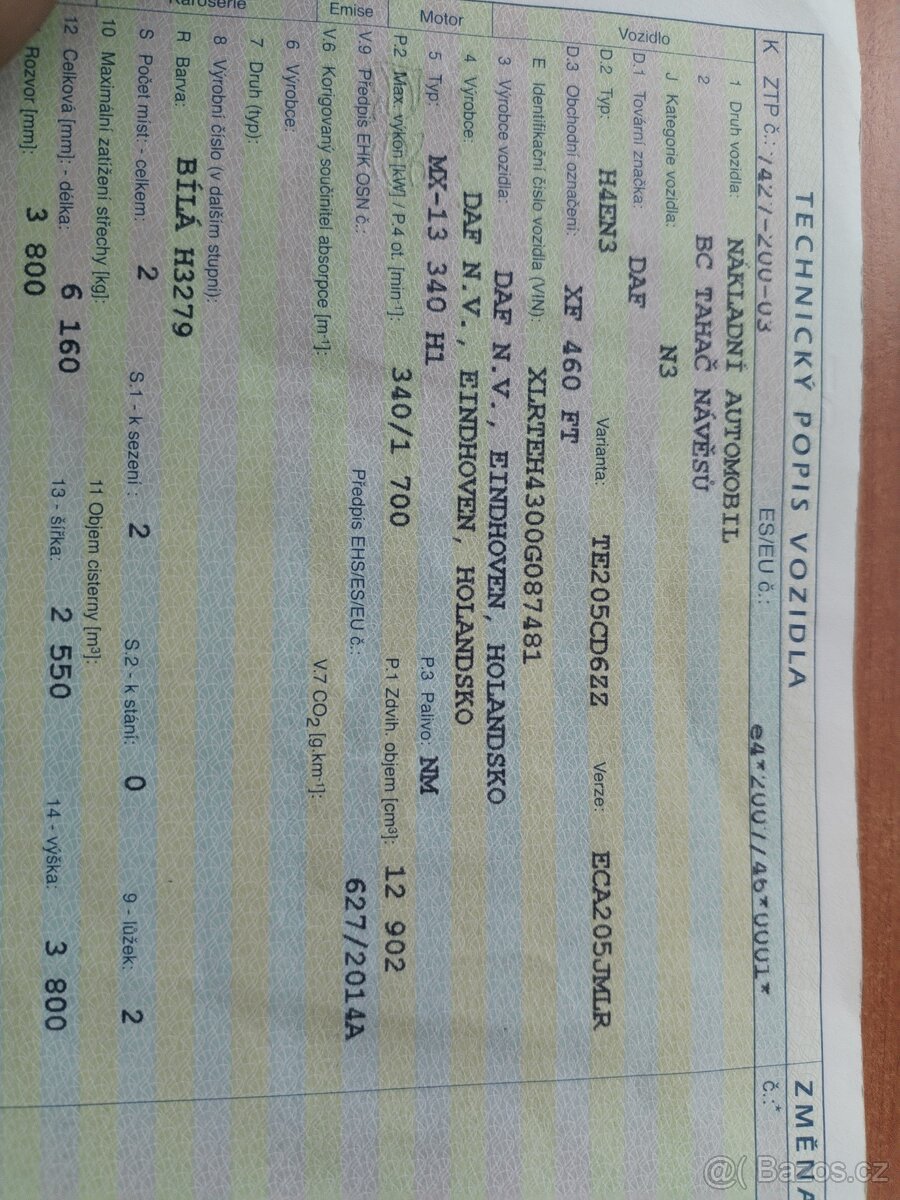 TECHNICKÝ POPIS VOZIDLA ZMĚNA
K ZTP č.: 7427-200-03 ES/EU č.: e4*2007/46*0001* Č.:*
Vozidlo
1 Druh vozidla: NÁKLADNÍ AUTOMOBIL
2 BC TAHAČ NÁVĚSŮ
J Kategorie vozidla: N3
D.1 Tovární značka: DAF
D.2 Typ: H4EN3 Varianta: TE205CD6ZZ Verze: ECA205JMLR
D.3 Obchodní označení: XF 460 FT
E Identifikační číslo vozidla (VIN): XLRTEH4300G087481
3 Výrobce vozidla: DAF N.V., EINDHOVEN, HOLANDSKO
Motor
4 Výrobce: DAF N.V., EINDHOVEN, HOLANDSKO
5 Typ: MX-13 340 H1 P.3 Palivo: NM
P.2 Max. výkon [kW] / P.4 ot. [min⁻¹]: 340/1 700 P.1 Zdvih. objem [cm³]: 12 902
Emise
V.9 Předpis EHK OSN č.: Předpis EHS/ES/EU č.: 627/2014A
V.6 Korigovaný součinitel absorpce [m⁻¹]: V.7 CO₂ [g.km⁻¹]:
Karoserie
6 Výrobce:
7 Druh (typ):
8 Výrobní číslo (v dalším stupni):
R Barva: BÍLÁ H3279
S Počet míst: - celkem: 2 S.1 - k sezení: 2 S.2 - k stání: 0 9 - lůžek: 2
10 Maximální zatížení střechy [kg]: 11 Objem cisterny [m³]:
12 Celková [mm]: - délka: 6 160 13 - šířka: 2 550 14 - výška: 3 800
Rozvor [mm]: 3 800
@( Bazos.cz